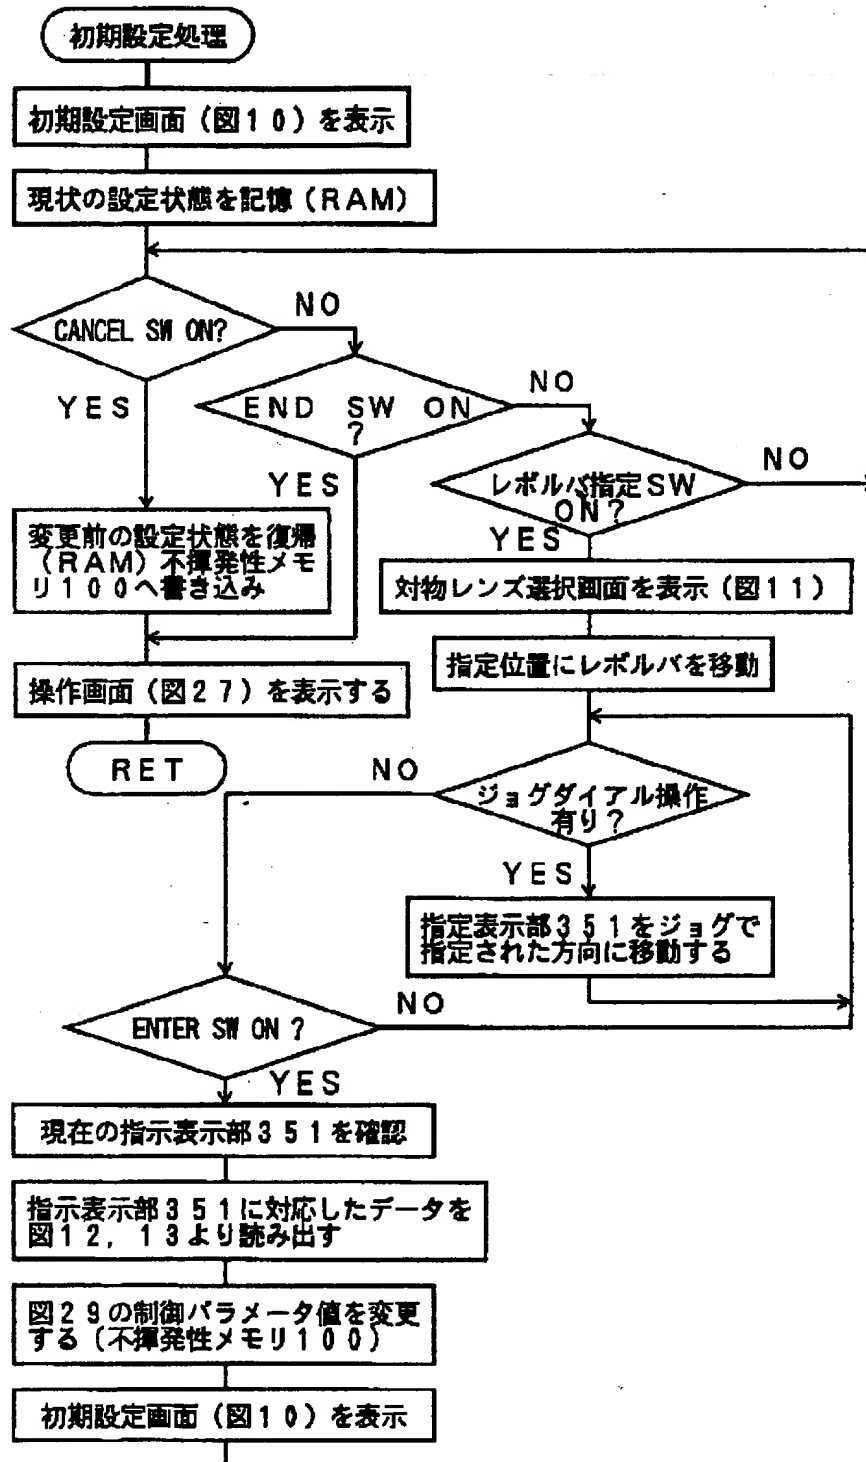 初期設定処理
初期設定画面（図１０）を表示
現状の設定状態を記憶（ＲＡＭ）
CANCEL SW ON?
NO
YES
END SW ON
?
NO
YES
レボルバ指定ＳＷ
ＯＮ？
NO
YES
変更前の設定状態を復帰
（ＲＡＭ）不揮発性メモ
リ１００へ書き込み
対物レンズ選択画面を表示（図１１）
指定位置にレボルバを移動
操作画面（図２７）を表示する
RET
ジョグダイアル操作
有り？
NO
YES
指定表示部３５１をジョグで
指定された方向に移動する
ENTER SW ON ?
NO
YES
現在の指示表示部３５１を確認
指示表示部３５１に対応したデータを
図１２，１３より読み出す
図２９の制御パラメータ値を変更
する（不揮発性メモリ１００）
初期設定画面（図１０）を表示